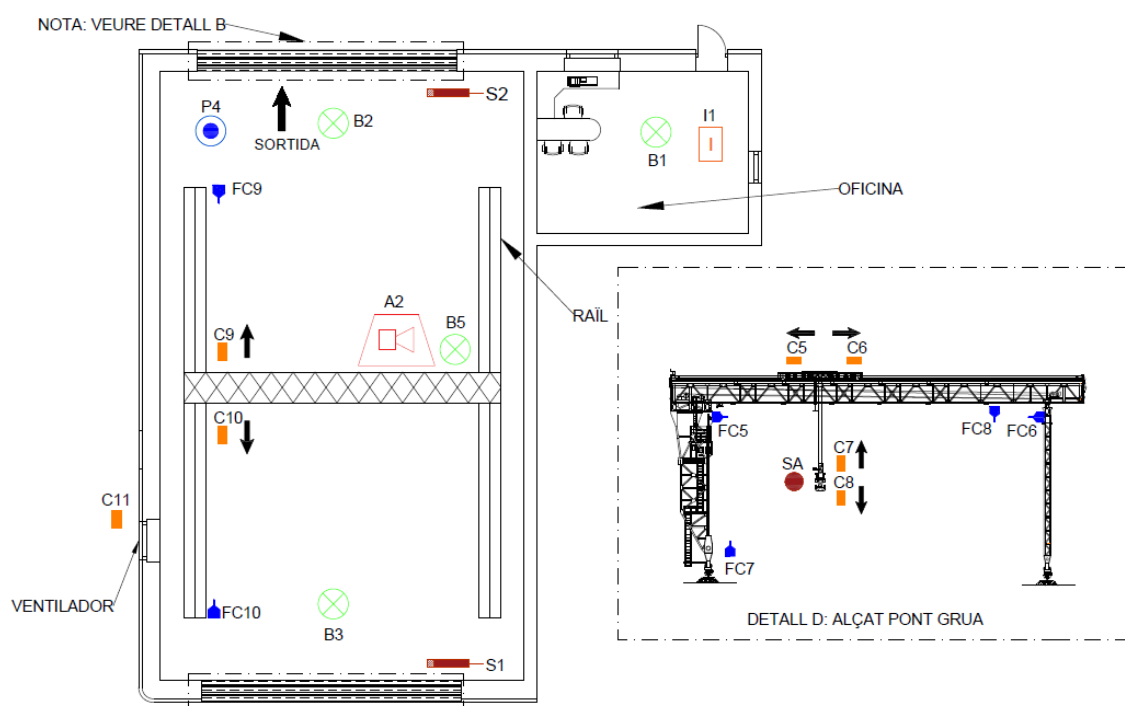 NOTA: VEURE DETALL B
S2
P4
B2
SORTIDA
I1
B1
FC9
OFICINA
RAÏL
A2
B5
C9
C10
C11
VENTILADOR
FC10
B3
S1
C5
C6
FC5
FC8
FC6
C7
SA
C8
FC7
DETALL D: ALÇAT PONT GRUA